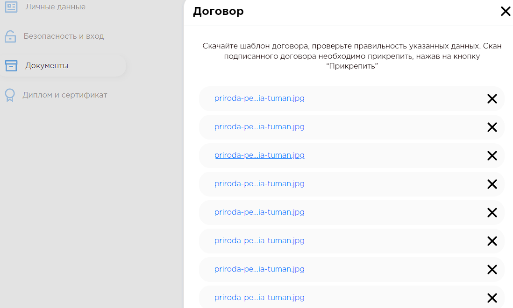 Личные данные
Безопасность и вход
Документы
Диплом и сертификат
Договор
Скачайте шаблон договора, проверьте правильность указанных данных. Скан
подписанного договора необходимо прикрепить, нажав на кнопку
"Прикрепить"
priroda-pe...ia-tuman.jpg
priroda-pe...ia-tuman.jpg
priroda-pe...ia-tuman.jpg
priroda-pe...ia-tuman.jpg
priroda-pe...ia-tuman.jpg
priroda-pe...ia-tuman.jpg
priroda-pe...ia-tuman.jpg
priroda-pe...ia-tuman.jpg